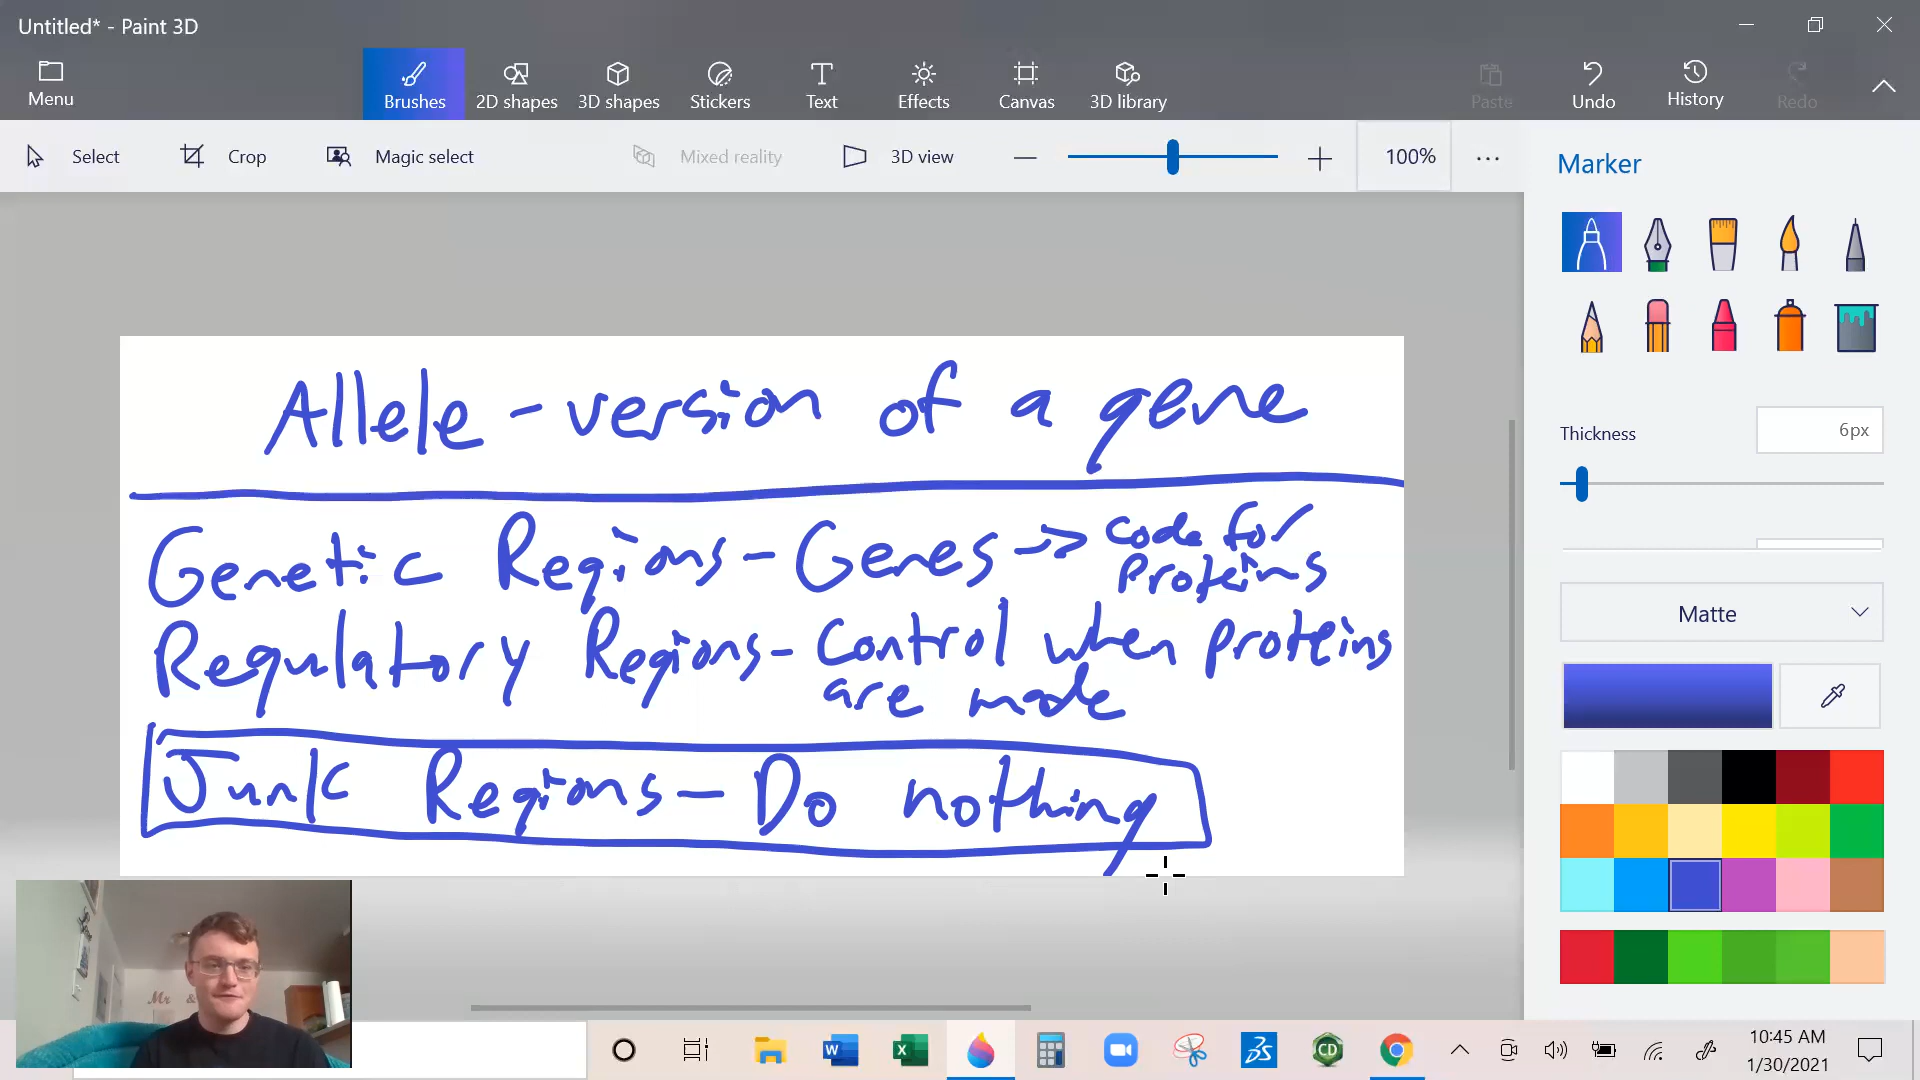 Untitled* - Paint 3D
Menu
Brushes 2D shapes 3D shapes Stickers Text Effects Canvas 3D library Paste Undo History Redo
Select Crop Magic select Mixed reality 3D view 100% ...
Marker
Thickness 6px
Matte
Allele - version of a gene
Genetic Regions - Genes -> code for
Proteins
Regulatory Regions - Control when proteins
are made
Junk Regions - Do nothing
Mr &
W X CD
10:45 AM
1/30/2021